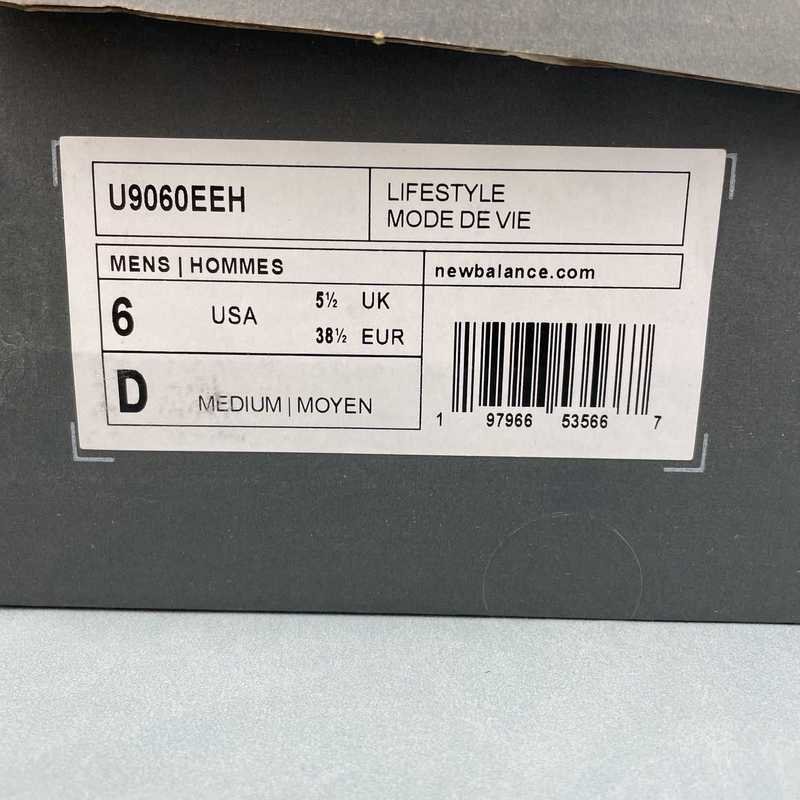 U9060EEH
LIFESTYLE
MODE DE VIE
MENS | HOMMES
newbalance.com
6 USA 5½ UK
38½ EUR
D MEDIUM | MOYEN
1 97966 53566 7